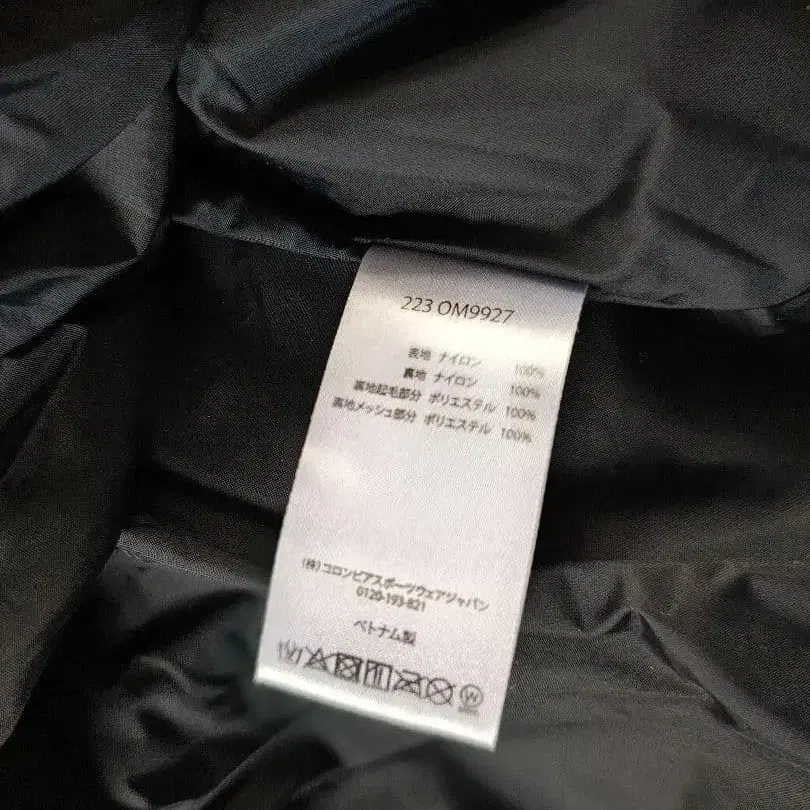 223 OM9927
表地 ナイロン 100%
裏地 ナイロン 100%
裏地起毛部分 ポリエステル 100%
裏地メッシュ部分 ポリエステル 100%
(株)コロンビアスポーツウェアジャパン
0120-193-821
ベトナム製
W